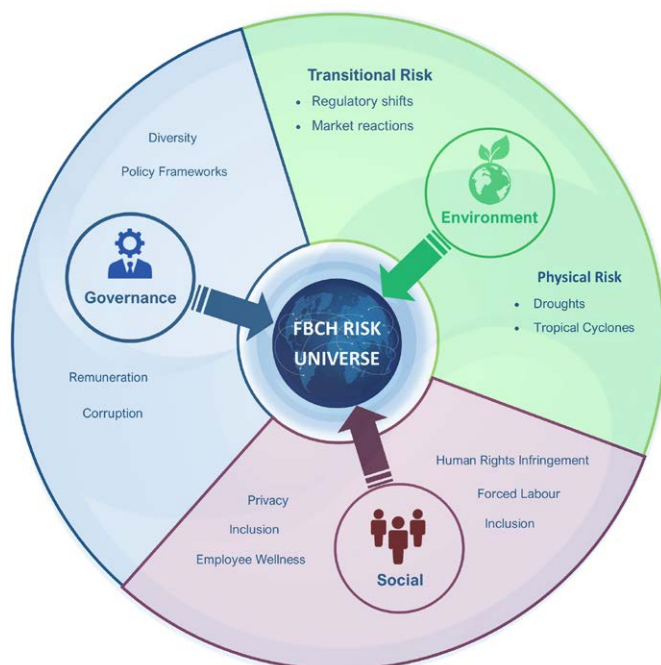 Transitional Risk
• Regulatory shifts
• Market reactions
Environment
Physical Risk
• Droughts
• Tropical Cyclones
Diversity
Policy Frameworks
Governance
Remuneration
Corruption
FBCH RISK
UNIVERSE
Human Rights Infringement
Forced Labour
Inclusion
Privacy
Inclusion
Employee Wellness
Social